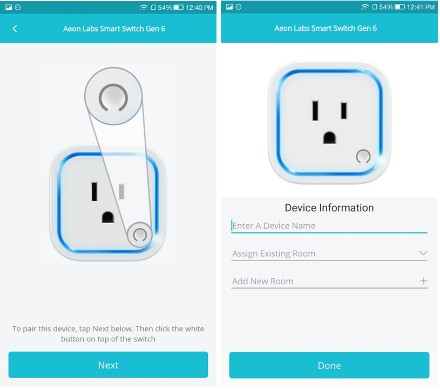 54% 12:40 PM
Aeon Labs Smart Switch Gen 6
To pair this device, tap Next below. Then click the white
button on top of the switch
Next
54% 12:41 PM
Aeon Labs Smart Switch Gen 6
Device Information
Enter A Device Name
Assign Existing Room
Add New Room
Done